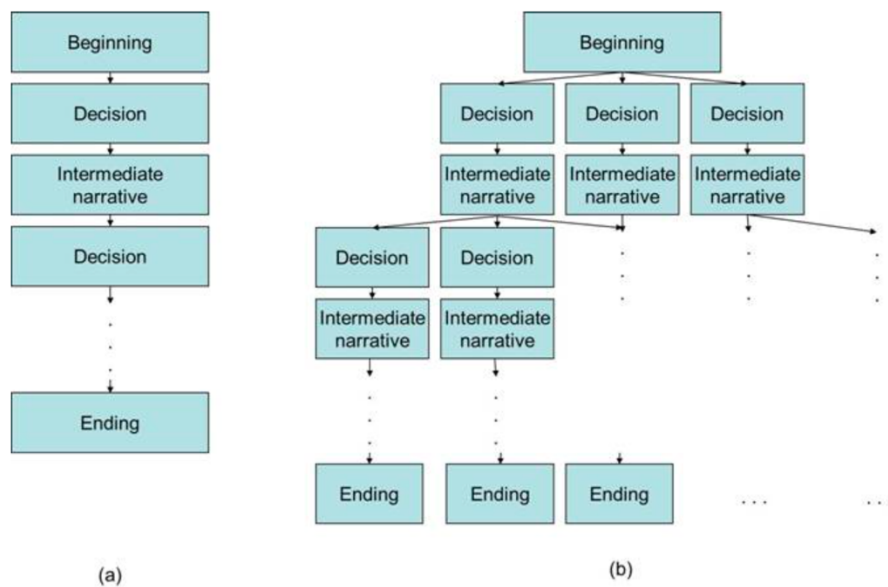 Beginning
Decision
Intermediate
narrative
Decision
.
.
.
.
Ending
(a)
Beginning
Decision
Decision
Decision
Intermediate
narrative
Intermediate
narrative
Intermediate
narrative
Decision
Decision
Intermediate
narrative
Intermediate
narrative
Ending
Ending
Ending
. . .
. .
(b)